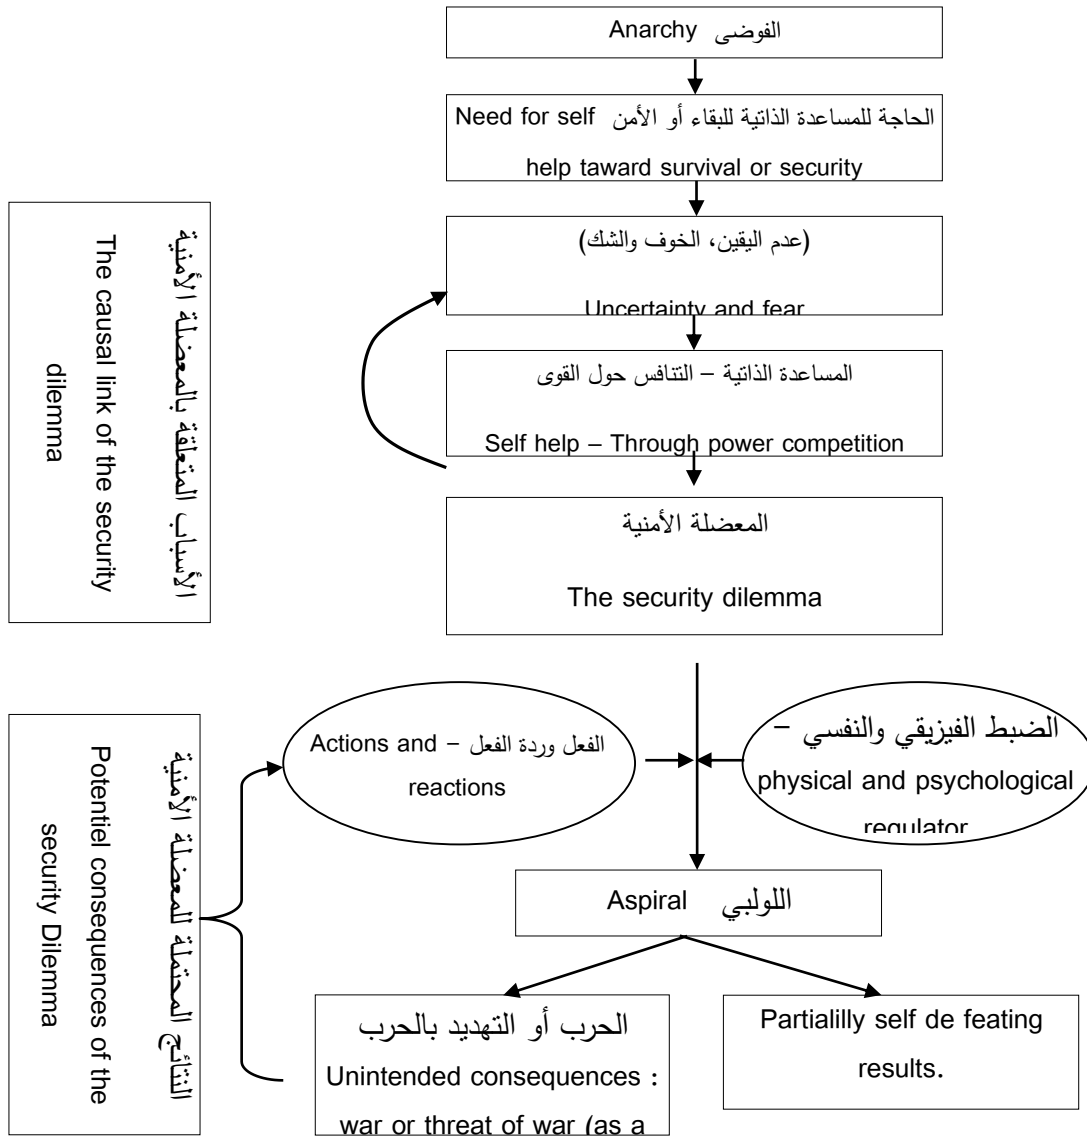 Anarchy الفوضى
Need for self الحاجة للمساعدة الذاتية للبقاء أو الأمن
help taward survival or security
(عدم اليقين، الخوف والشك)
Uncertainty and fear
المساعدة الذاتية – التنافس حول القوى
Self help – Through power competition
المعضلة الأمنية
The security dilemma
الأسباب المتعلقة بالمعضلة الأمنية
The causal link of the security
dilemma
الفعل وردة الفعل – Actions and
reactions
الضبط الفيزيقي والنفسي –
physical and psychological
regulator
Aspiral اللولبي
النتائج المحتملة للمعضلة الأمنية
Potentiel consequences of the
security Dilemma
الحرب أو التهديد بالحرب
Unintended consequences :
war or threat of war (as a
Partialilly self de feating
results.